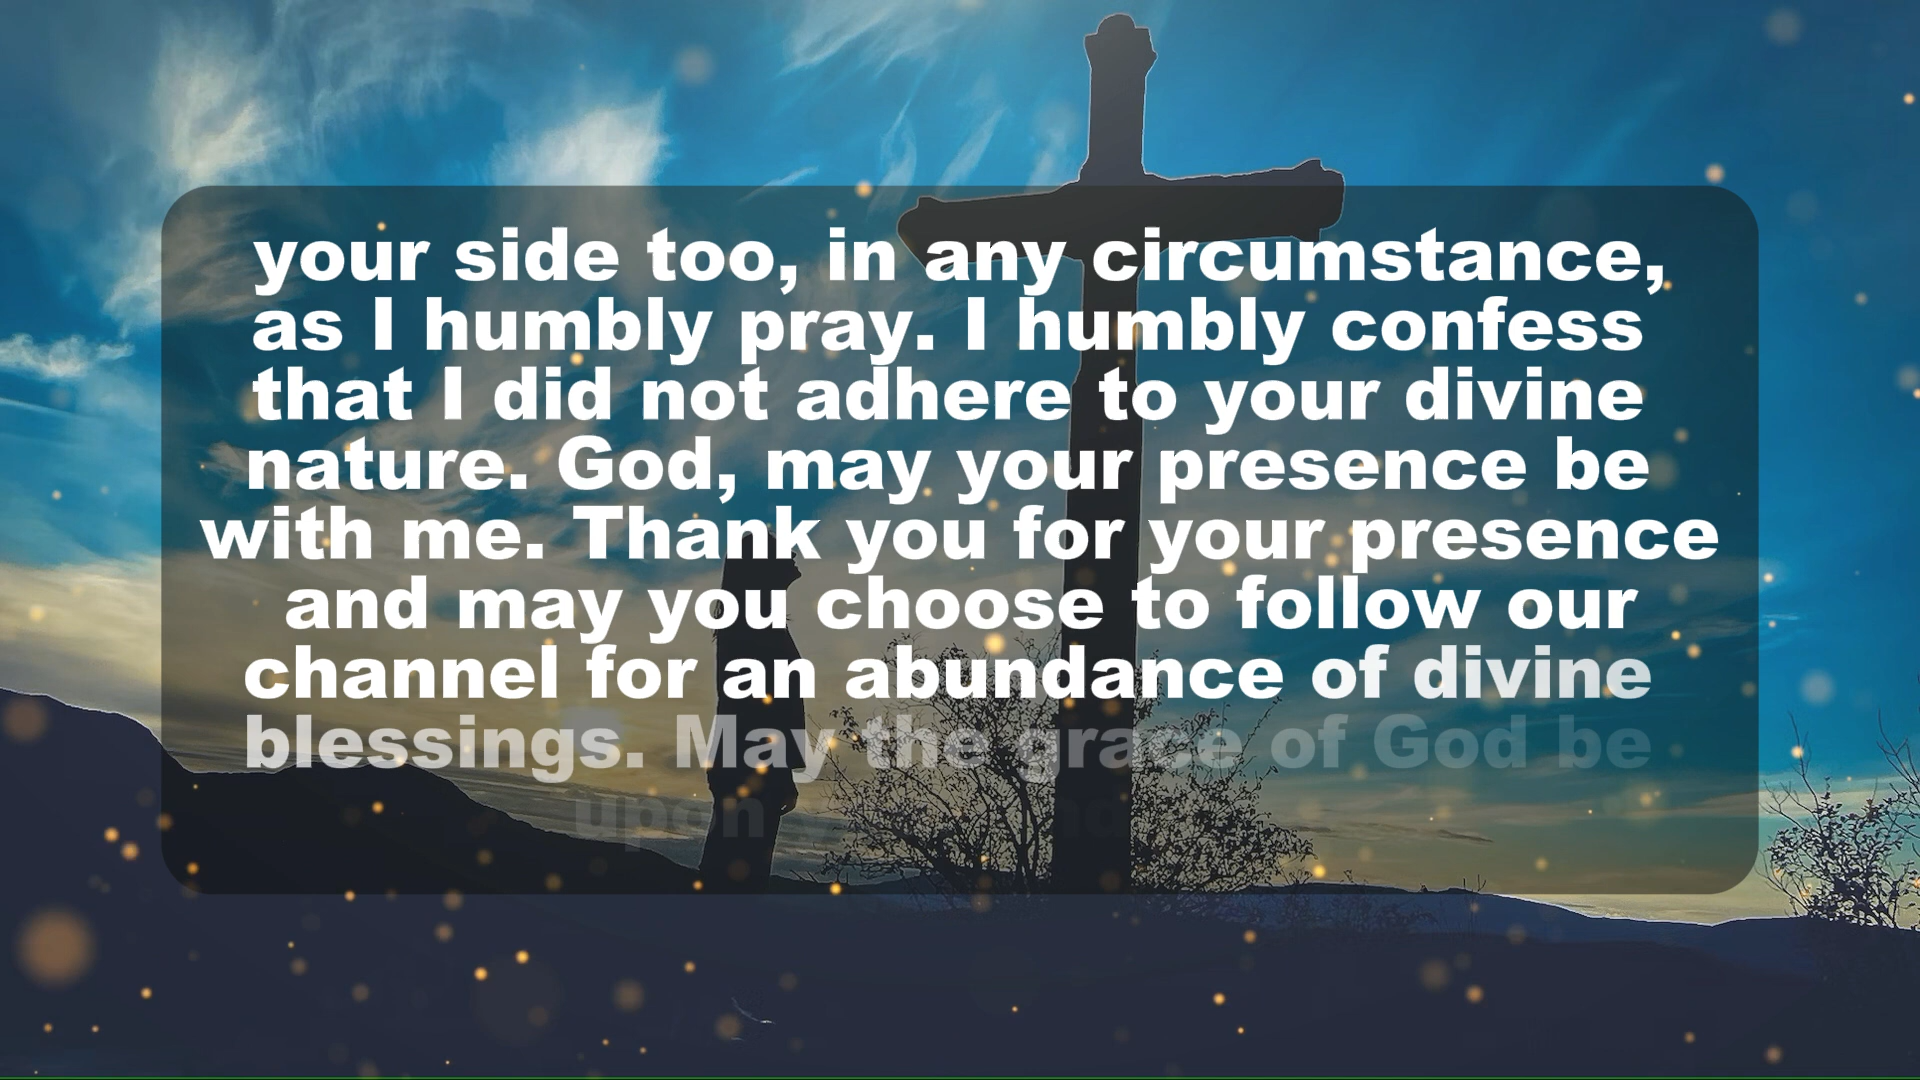 your side too, in any circumstance,
as I humbly pray. I humbly confess
that I did not adhere to your divine
nature. God, may your presence be
with me. Thank you for your presence
and may you choose to follow our
channel for an abundance of divine
blessings. May the grace of God be
upon